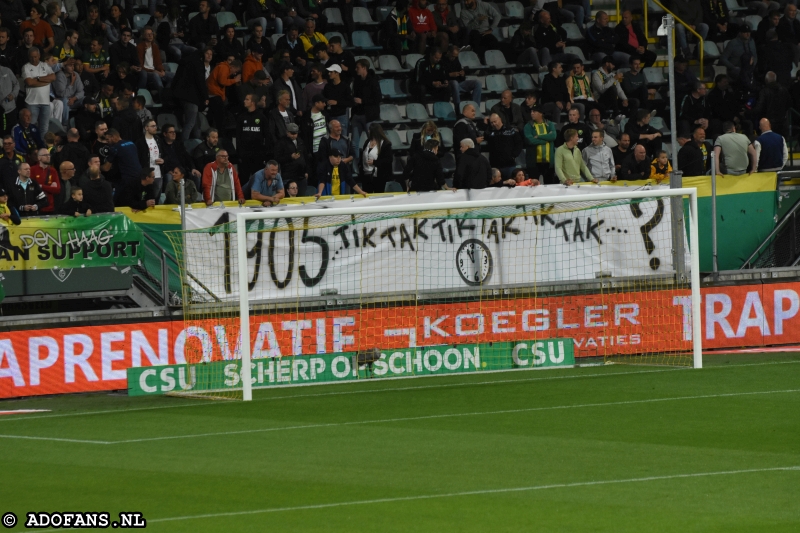 1905 ...TIK TAK TIK TAK TIK TAK....?
Den HAAG
AN SUPPORT
APRENOVATIE
KOEGLER
RENOVATIES
TRAP
CSU SCHERP OP SCHOON CSU
© ADOFANS.NL